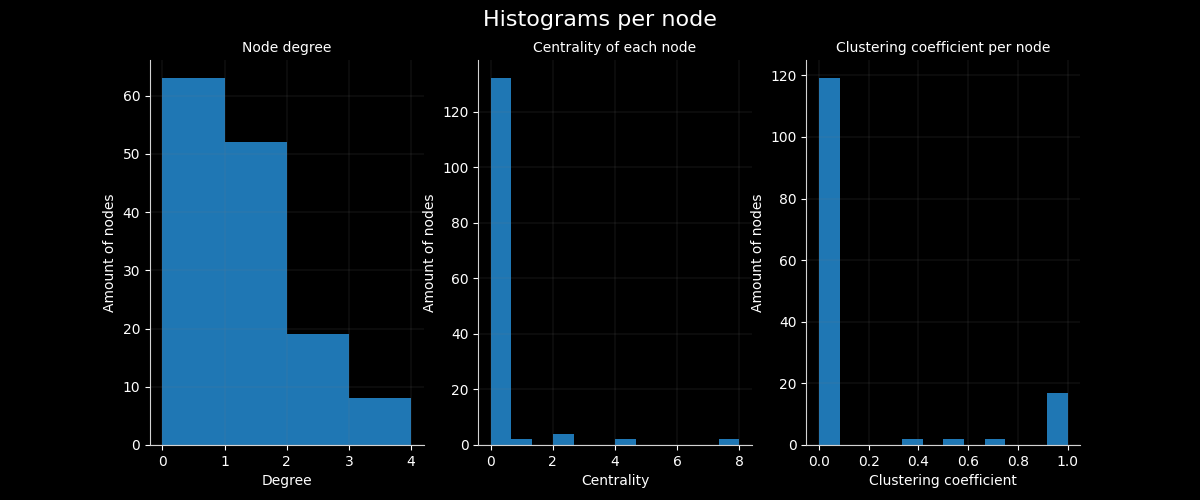 Histograms per node
Node degree
Amount of nodes
60
50
40
30
20
10
0
0 1 2 3 4
Degree
Centrality of each node
Amount of nodes
120
100
80
60
40
20
0
0 2 4 6 8
Centrality
Clustering coefficient per node
Amount of nodes
120
100
80
60
40
20
0
0.0 0.2 0.4 0.6 0.8 1.0
Clustering coefficient